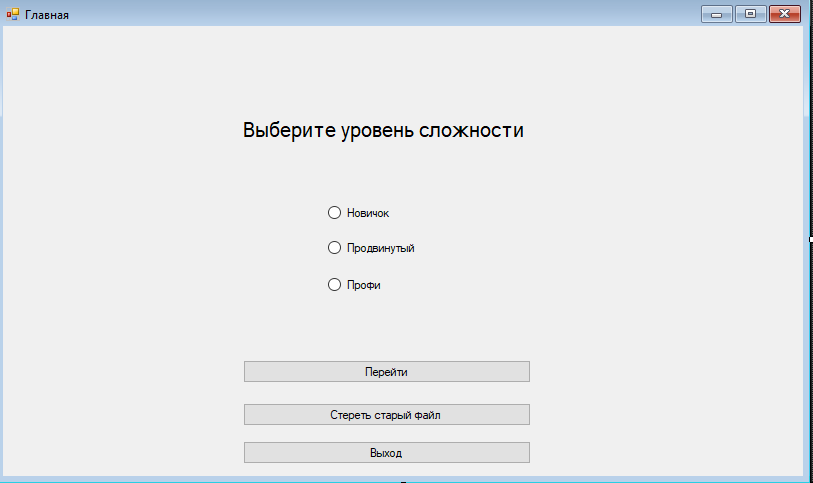 Главная
Выберите уровень сложности
Новичок
Продвинутый
Профи
Перейти
Стереть старый файл
Выход